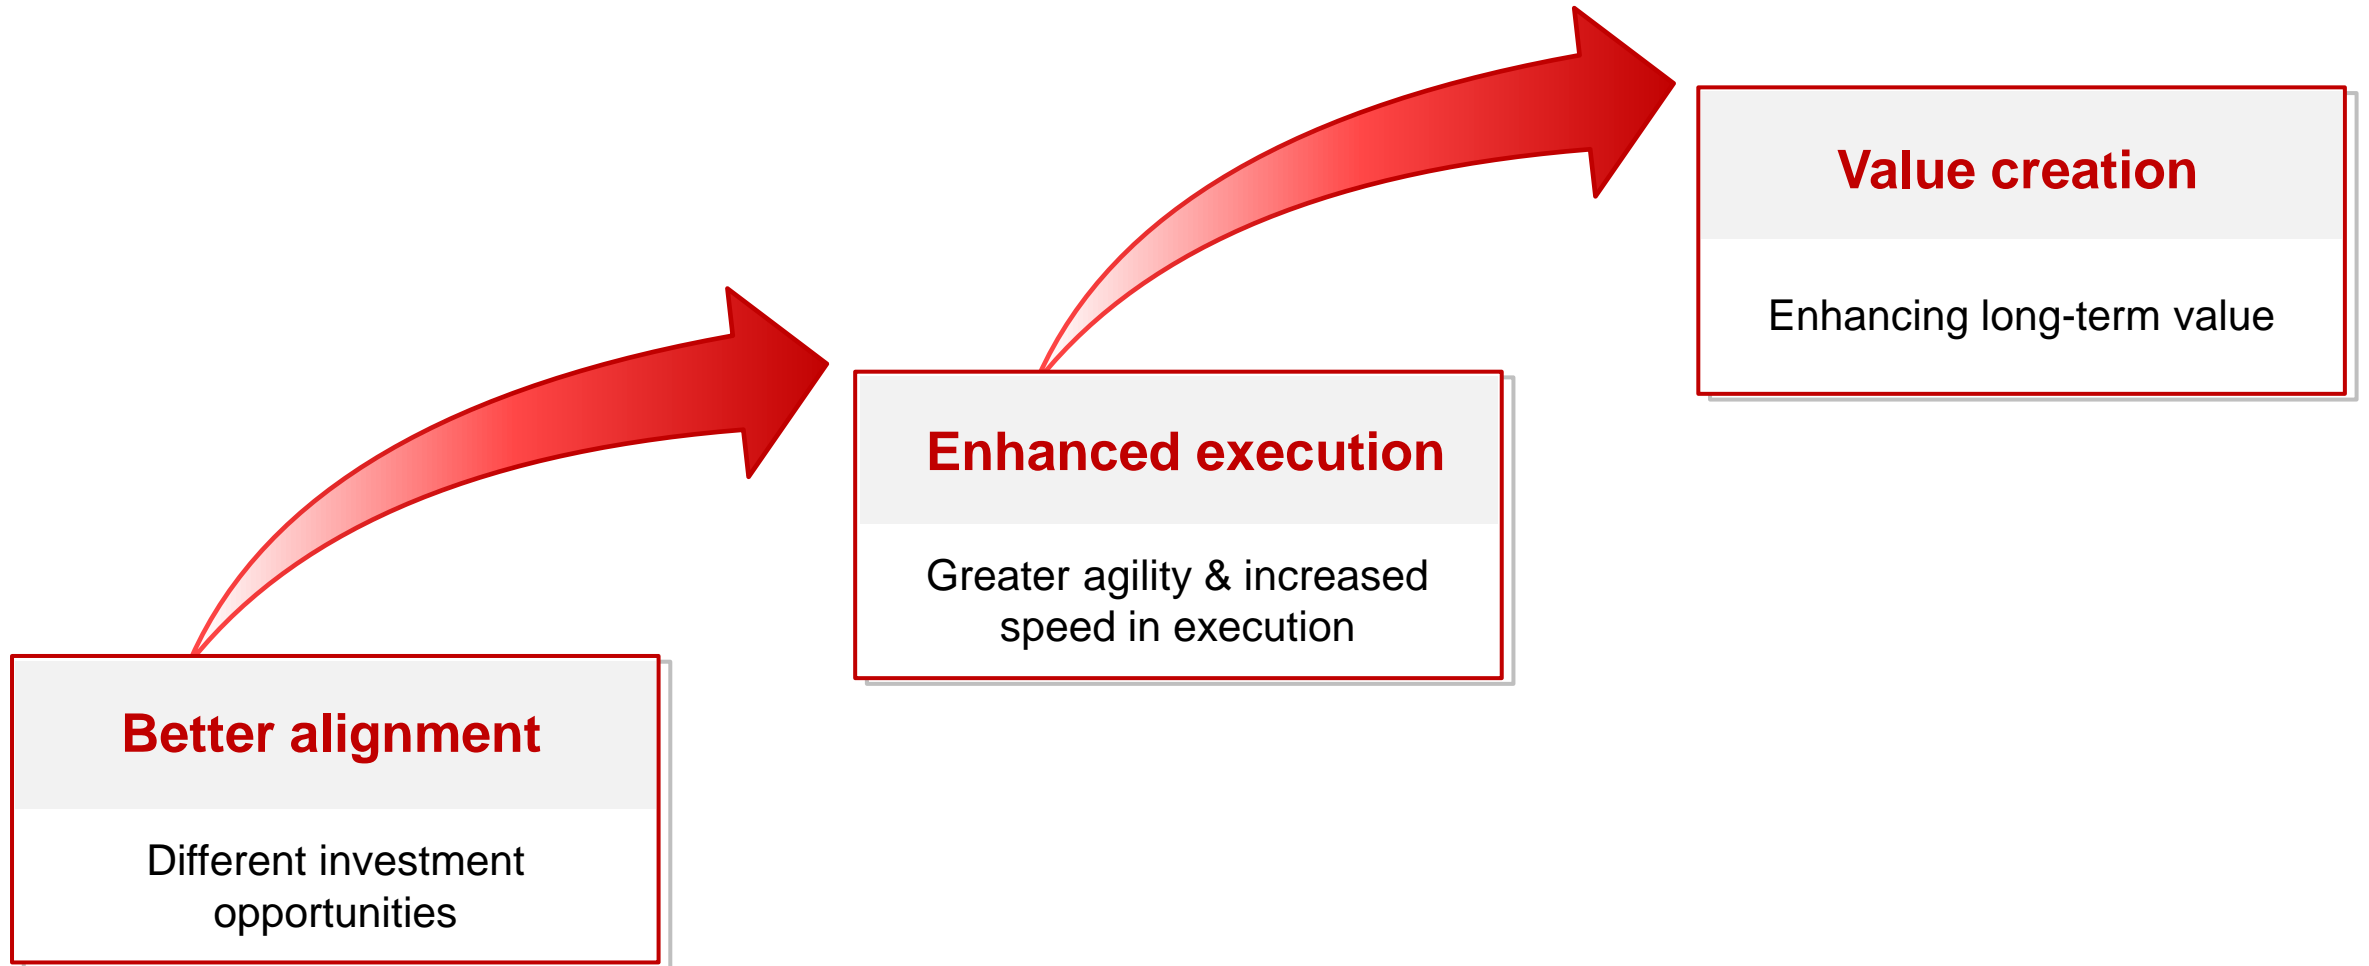 Better alignment
Different investment
opportunities
Enhanced execution
Greater agility & increased
speed in execution
Value creation
Enhancing long-term value